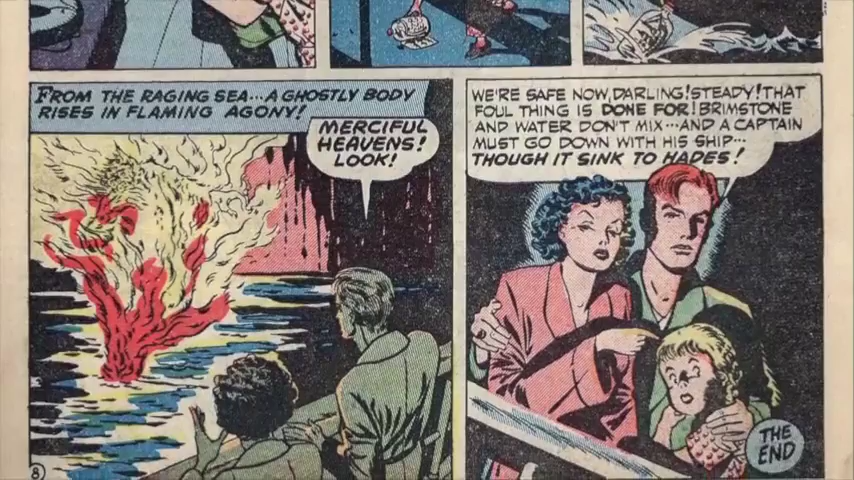 FROM THE RAGING SEA...A GHOSTLY BODY
RISES IN FLAMING AGONY!
MERCIFUL
HEAVENS!
LOOK!
8
WE'RE SAFE NOW, DARLING! STEADY! THAT
FOUL THING IS DONE FOR! BRIMSTONE
AND WATER DON'T MIX...AND A CAPTAIN
MUST GO DOWN WITH HIS SHIP...
THOUGH IT SINK TO HADES!
THE
END